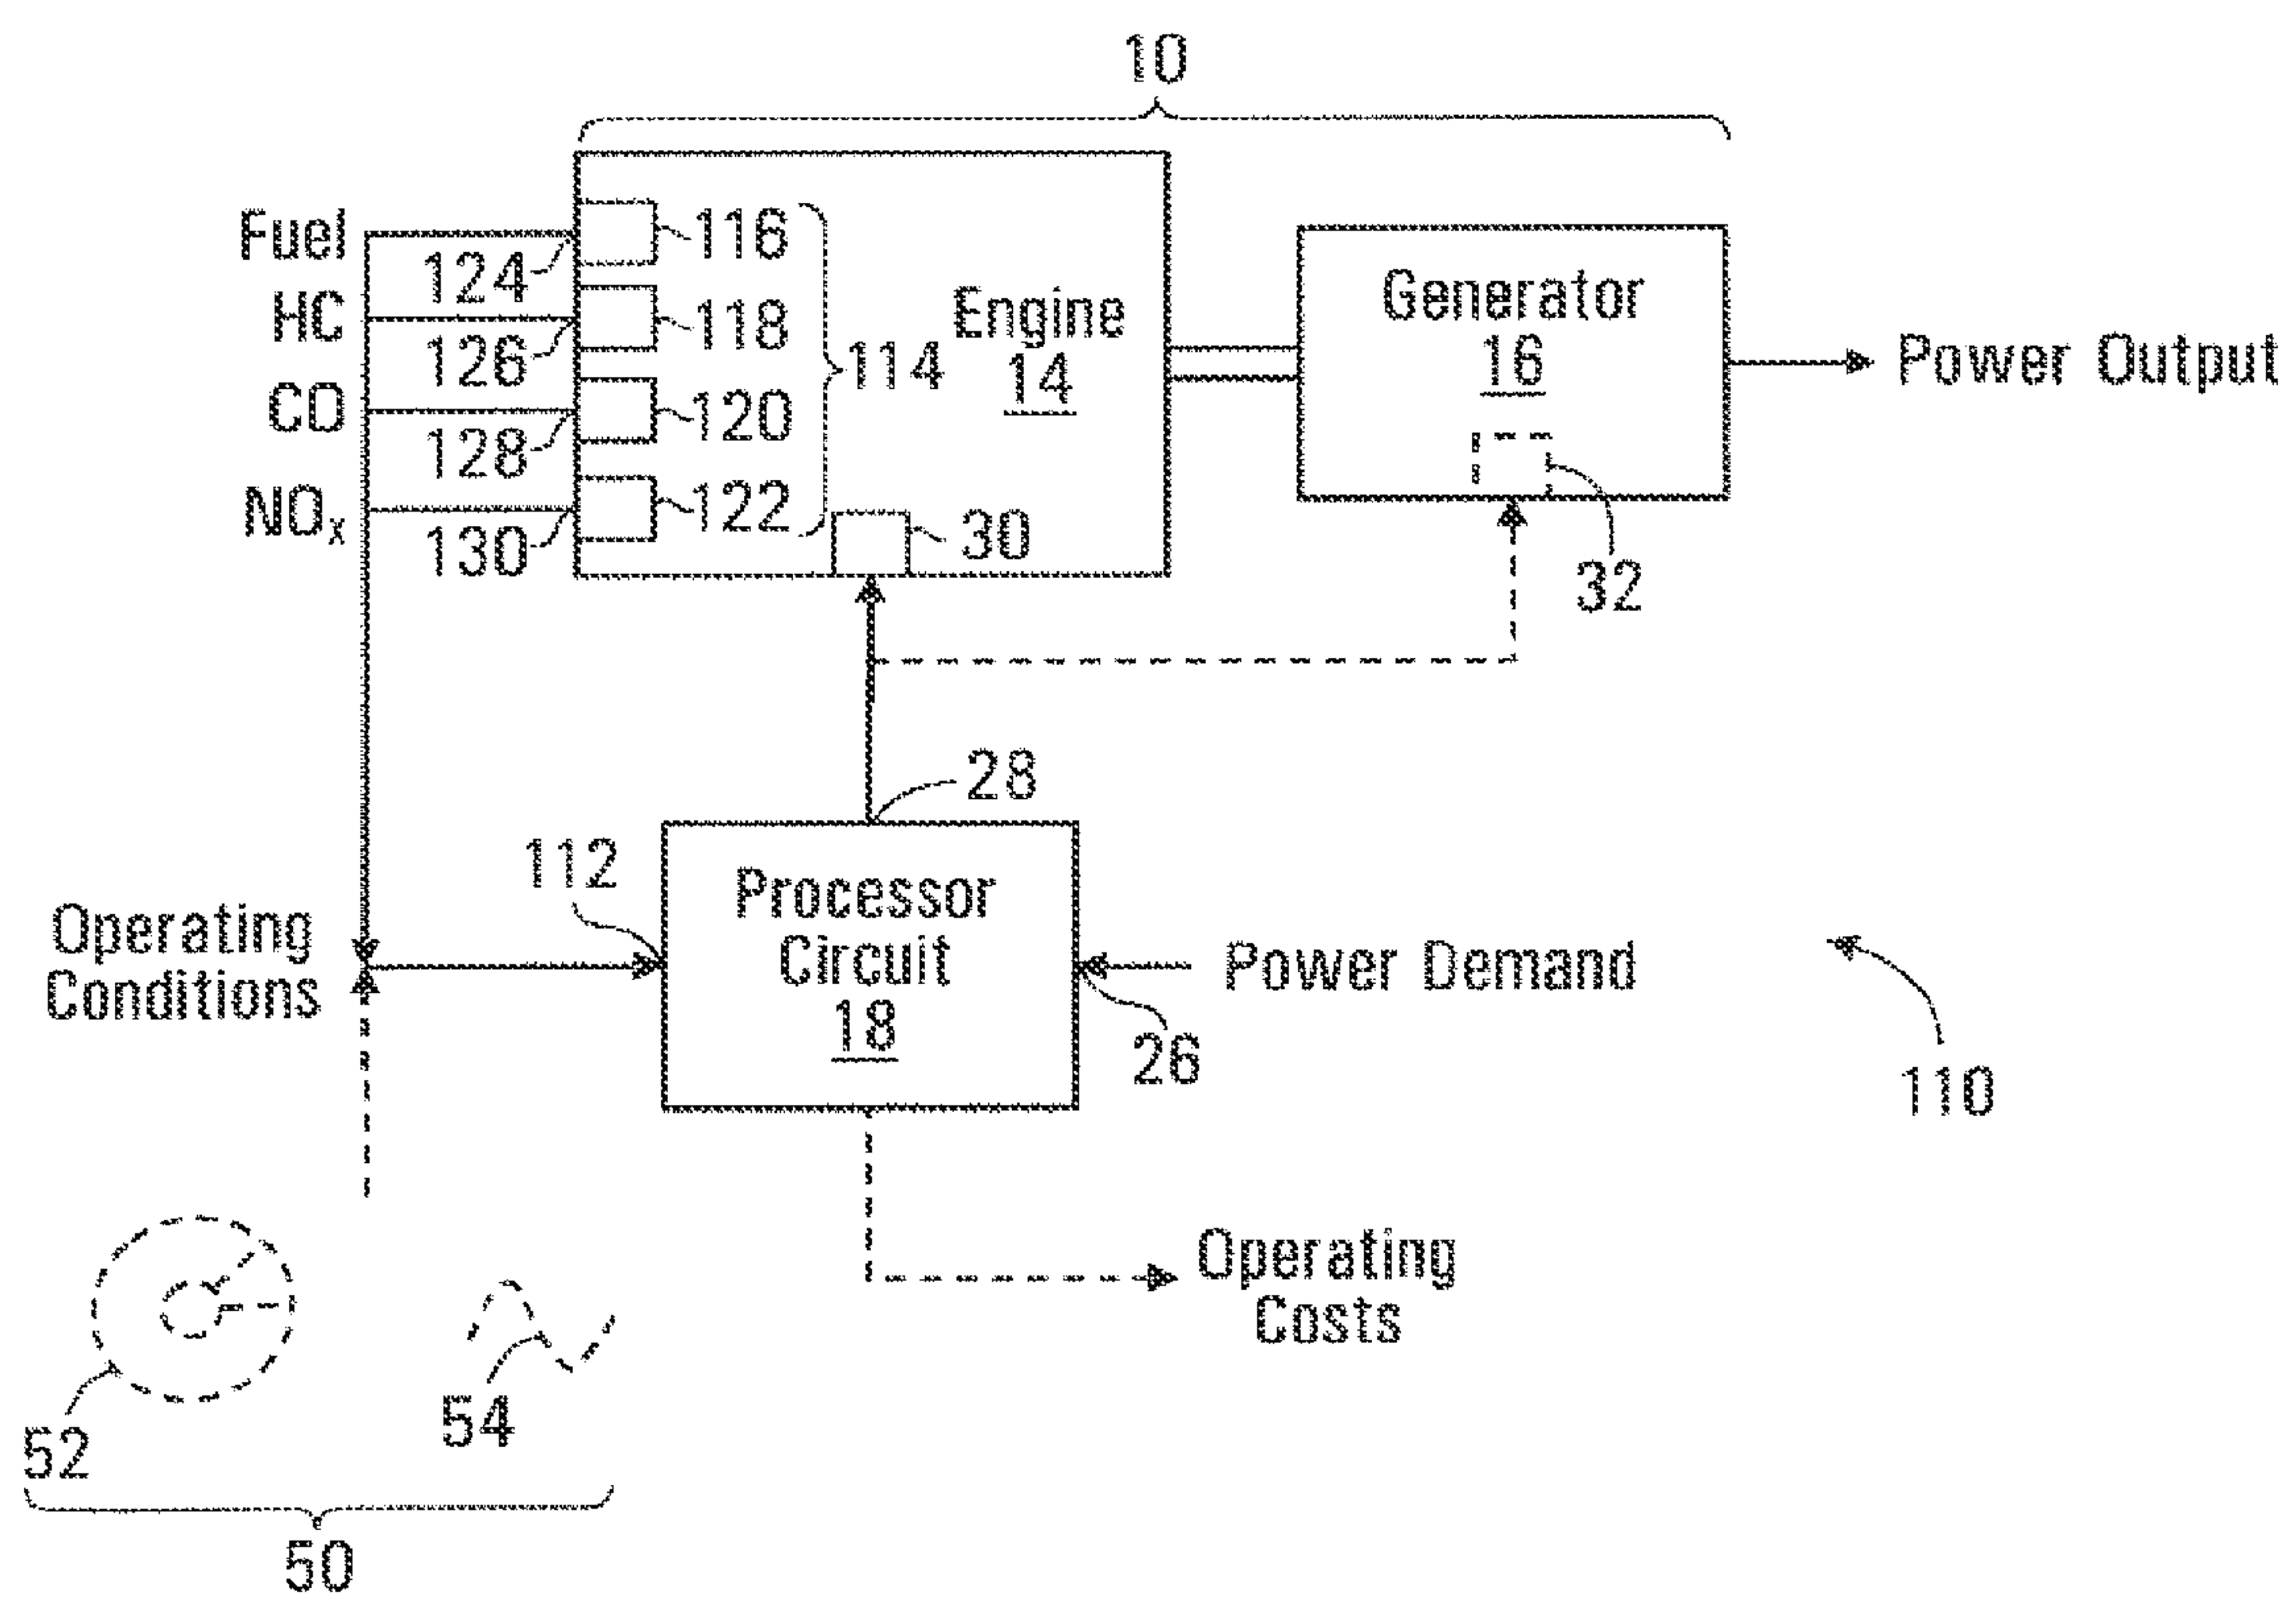 10
Fuel
124
116
HC
126
118
CO
128
120
NOx
130
122
114
Engine
14
30
Generator
16
32
Power Output
28
112
Operating
Conditions
Processor
Circuit
18
Power Demand
26
110
Operating
Costs
52
54
50